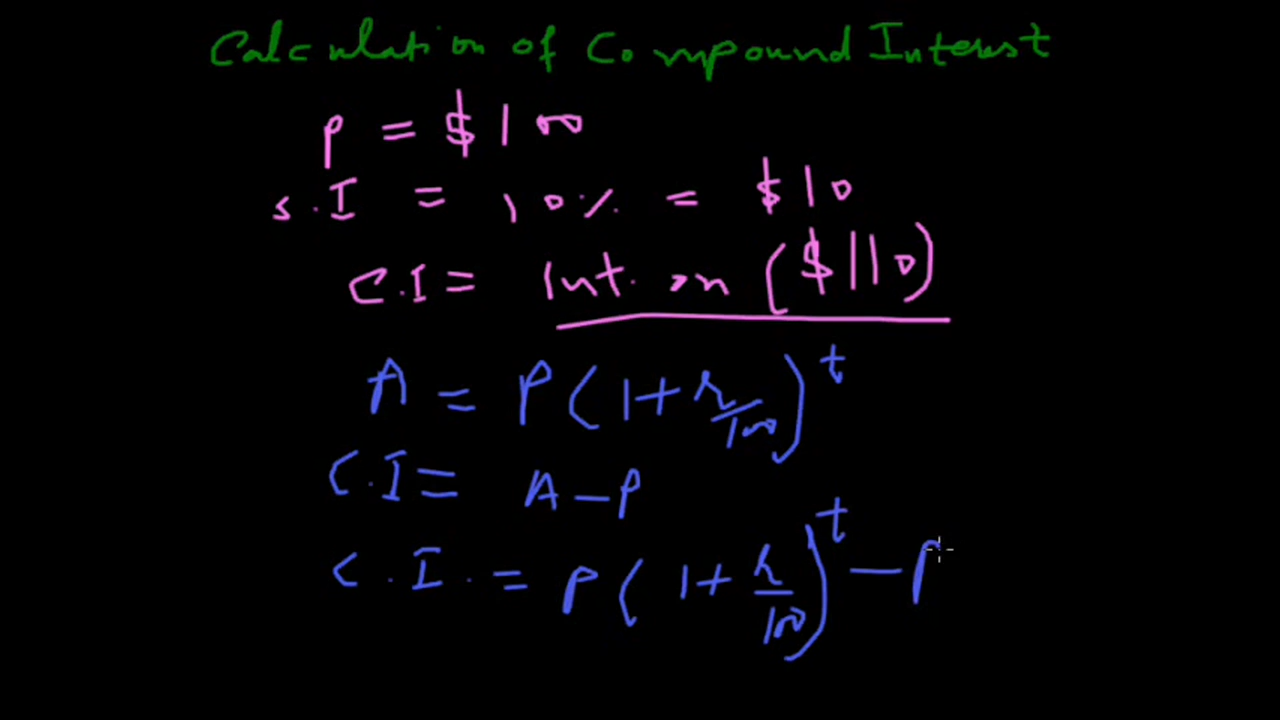 Calculation of Compound Interest
P = $100
S.I = 10% = $10
C.I = Int. on ($110)
A = P(1+r/100)^t
C.I = A-P
C.I. = P(1+r/100)^t - P